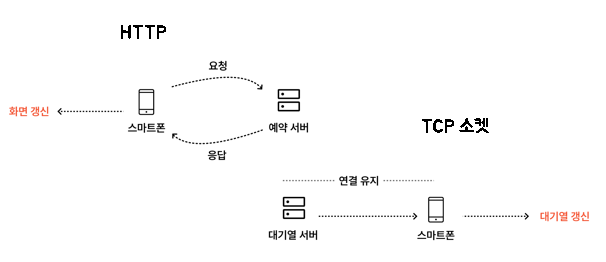 HTTP
요청
화면 갱신
스마트폰
예약 서버
응답
TCP 소켓
연결 유지
대기열 서버
스마트폰
대기열 갱신